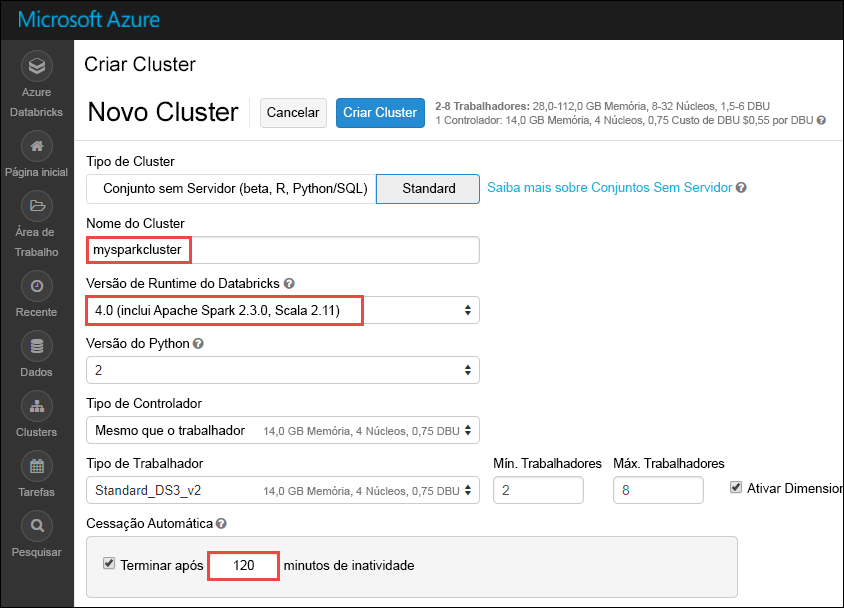 Microsoft Azure
Azure
Databricks
Página inicial
Área de
Trabalho
Recente
Dados
Clusters
Tarefas
Pesquisar
Criar Cluster
Novo Cluster
Cancelar
Criar Cluster
2-8 Trabalhadores: 28,0-112,0 GB Memória, 8-32 Núcleos, 1,5-6 DBU
1 Controlador: 14,0 GB Memória, 4 Núcleos, 0,75 Custo de DBU $0,55 por DBU ?
Tipo de Cluster
Conjunto sem Servidor (beta, R, Python/SQL) Standard Saiba mais sobre Conjuntos Sem Servidor ?
Nome do Cluster
mysparkcluster
Versão de Runtime do Databricks ?
4.0 (inclui Apache Spark 2.3.0, Scala 2.11)
Versão do Python ?
2
Tipo de Controlador
Mesmo que o trabalhador 14,0 GB Memória, 4 Núcleos, 0,75 DBU
Tipo de Trabalhador Mín. Trabalhadores Máx. Trabalhadores
Standard_DS3_v2 14,0 GB Memória, 4 Núcleos, 0,75 DBU 2 8 Ativar Dimension
Cessação Automática ?
Terminar após 120 minutos de inatividade